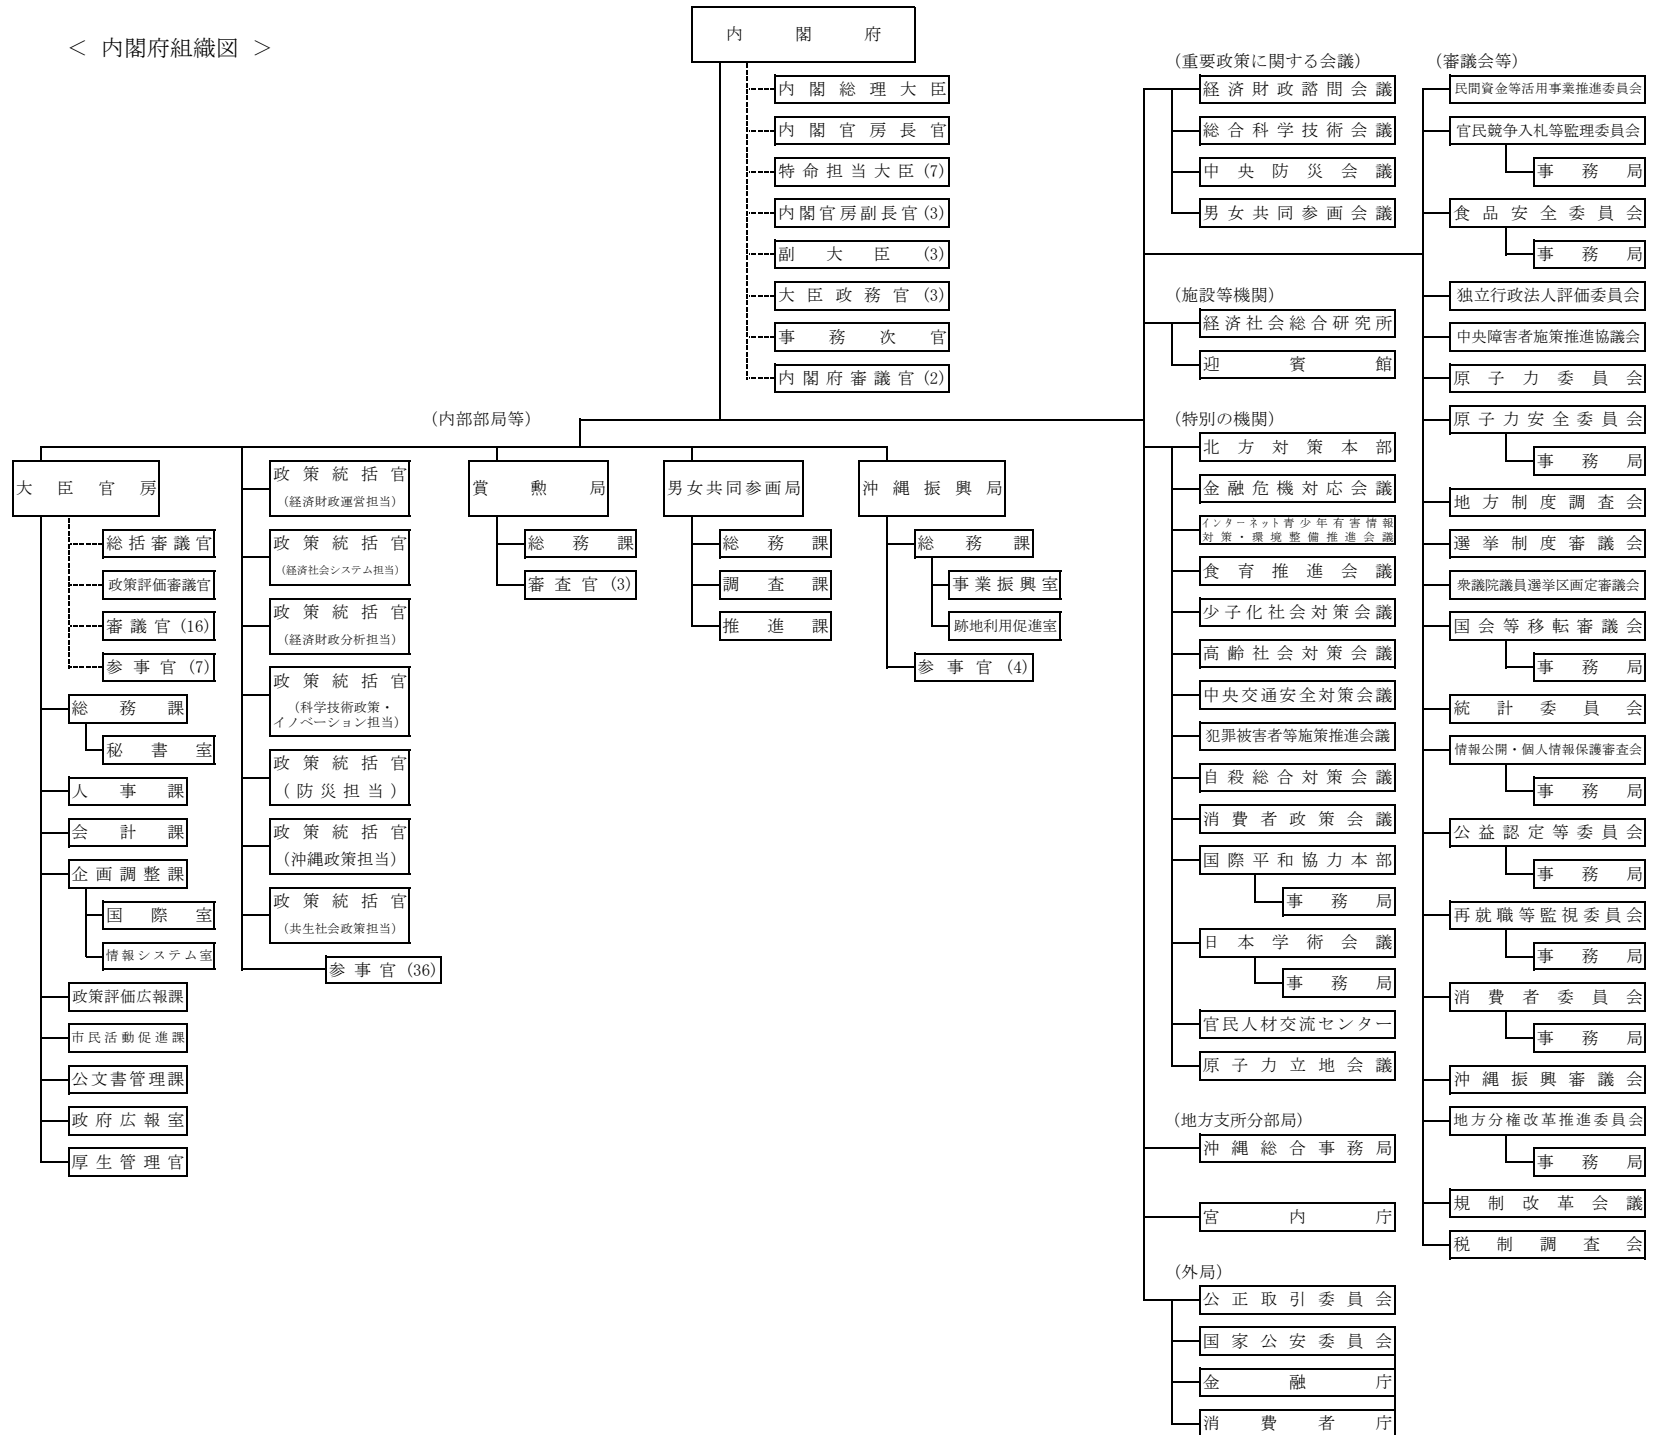 ＜ 内閣府組織図 ＞
内閣府
内閣総理大臣
内閣官房長官
特命担当大臣(7)
内閣官房副長官(3)
副大臣(3)
大臣政務官(3)
事務次官
内閣府審議官(2)
（内部部局等）
大臣官房
総括審議官
政策評価審議官
審議官(16)
参事官(7)
総務課
秘書室
人事課
会計課
企画調整課
国際室
情報システム室
政策評価広報課
市民活動促進課
公文書管理課
政府広報室
厚生管理官
政策統括官
（経済財政運営担当）
政策統括官
（経済社会システム担当）
政策統括官
（経済財政分析担当）
政策統括官
（科学技術政策・
イノベーション担当）
政策統括官
（防災担当）
政策統括官
（沖縄政策担当）
政策統括官
（共生社会政策担当）
参事官(36)
賞勲局
総務課
審査官(3)
男女共同参画局
総務課
調査課
推進課
沖縄振興局
総務課
事業振興室
跡地利用促進室
参事官(4)
（重要政策に関する会議）
経済財政諮問会議
総合科学技術会議
中央防災会議
男女共同参画会議
（施設等機関）
経済社会総合研究所
迎賓館
（特別の機関）
北方対策本部
金融危機対応会議
インターネット青少年有害情報
対策・環境整備推進会議
食育推進会議
少子化社会対策会議
高齢社会対策会議
中央交通安全対策会議
犯罪被害者等施策推進会議
自殺総合対策会議
消費者政策会議
国際平和協力本部
事務局
日本学術会議
事務局
官民人材交流センター
原子力立地会議
（地方支所分部局）
沖縄総合事務局
宮内庁
（外局）
公正取引委員会
国家公安委員会
金融庁
消費者庁
（審議会等）
民間資金等活用事業推進委員会
官民競争入札等監理委員会
事務局
食品安全委員会
事務局
独立行政法人評価委員会
中央障害者施策推進協議会
原子力委員会
原子力安全委員会
事務局
地方制度調査会
選挙制度審議会
衆議院議員選挙区画定審議会
国会等移転審議会
事務局
統計委員会
情報公開・個人情報保護審査会
事務局
公益認定等委員会
事務局
再就職等監視委員会
事務局
消費者委員会
事務局
沖縄振興審議会
地方分権改革推進委員会
事務局
規制改革会議
税制調査会